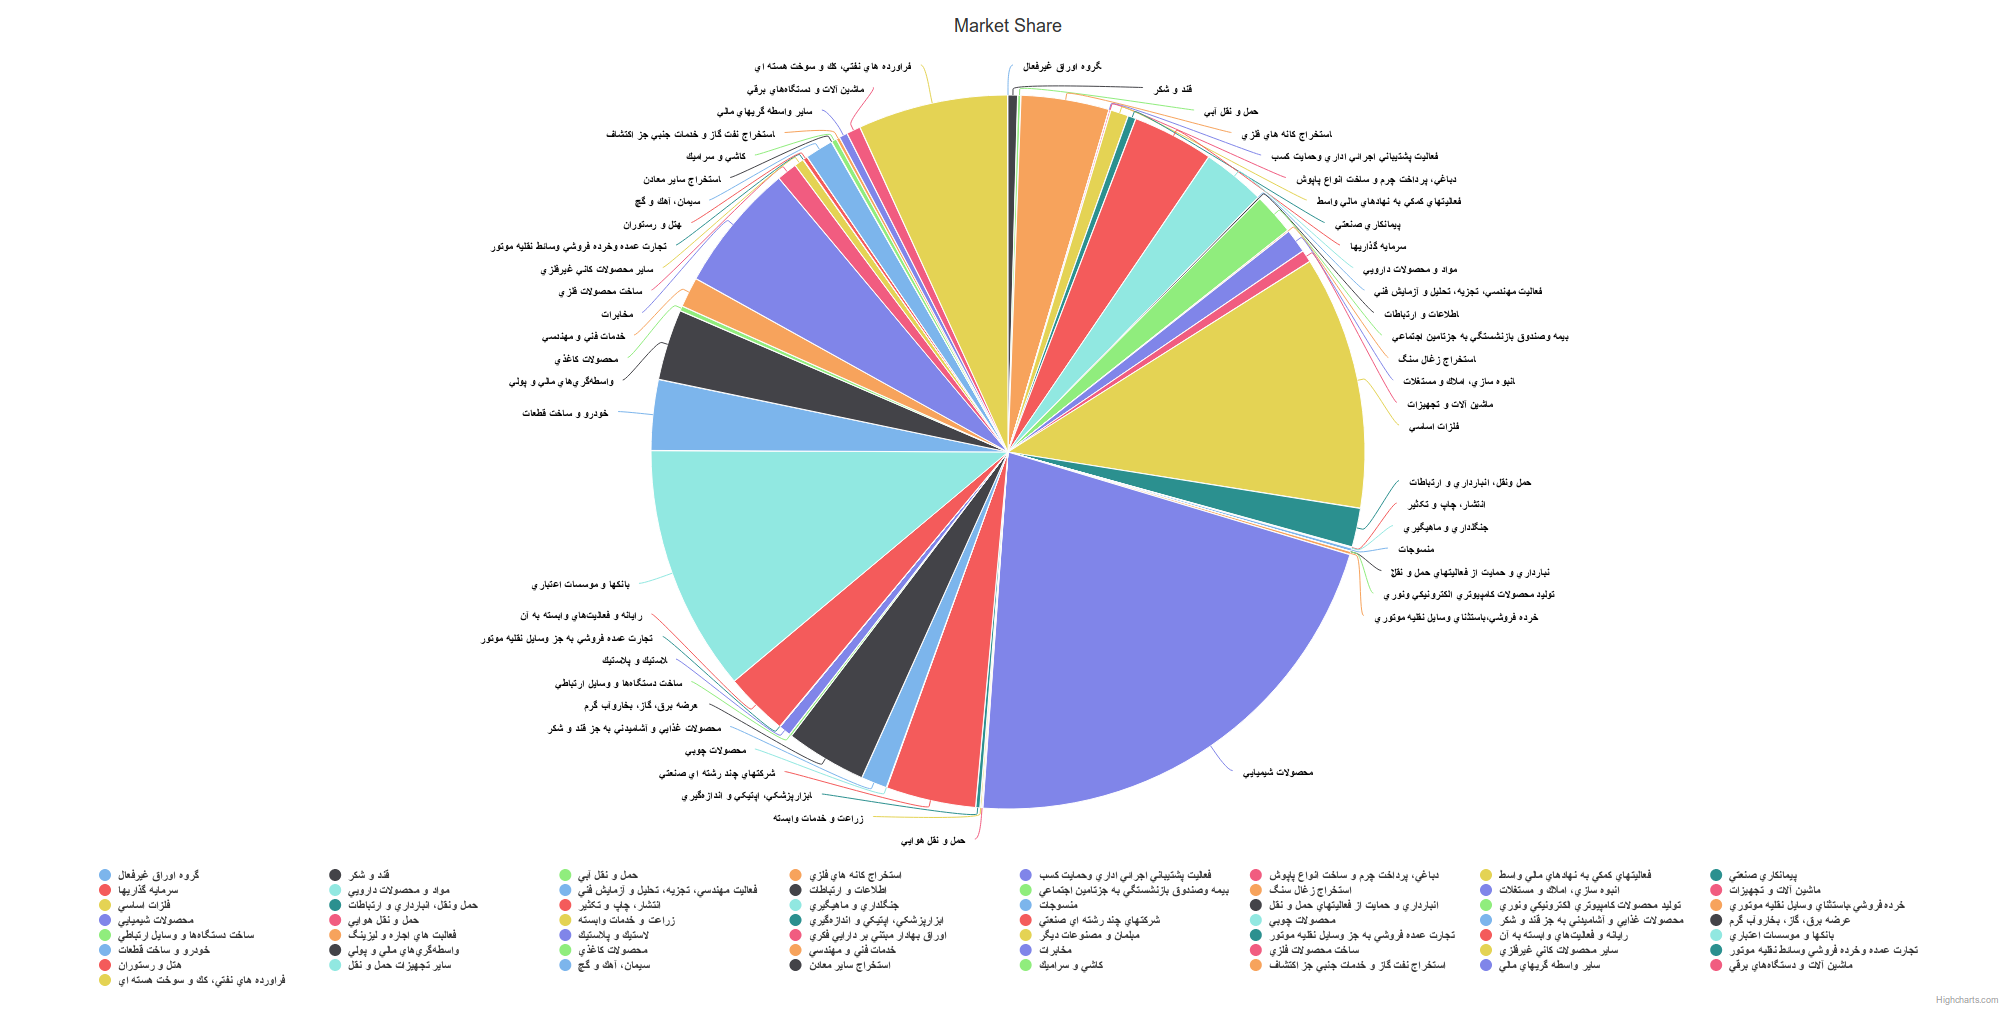 Market Share
گروه اوراق غيرفعال
قند و شكر
حمل و نقل آبي
استخراج كانه هاي فلزي
فعاليت پشتيباني اجرائي اداري وحمايت كسب
دباغي، پرداخت چرم و ساخت انواع پاپوش
فعاليتهاي كمكي به نهادهاي مالي واسط
پيمانكاري صنعتي
سرمايه گذاريها
مواد و محصولات دارويي
فعاليت مهندسي، تجزيه، تحليل و آزمايش فني
اطلاعات و ارتباطات
بيمه وصندوق بازنشستگي به جزتامين اجتماعي
استخراج زغال سنگ
انبوه سازي، املاك و مستغلات
ماشين آلات و تجهيزات
فلزات اساسي
حمل ونقل، انبارداري و ارتباطات
انتشار، چاپ و تكثير
جنگلداري و ماهيگيري
منسوجات
نبارداري و حمايت از فعاليتهاي حمل و نقل
توليد محصولات كامپيوتري الكترونيكي ونوري
خرده فروشي،باستثناي وسايل نقليه موتوري
محصولات شيميايي
حمل و نقل هوايي
زراعت و خدمات وابسته
ابزارپزشكي، اپتيكي و اندازه‌گيري
شركتهاي چند رشته اي صنعتي
محصولات چوبي
محصولات غذايي و آشاميدني به جز قند و شكر
عرضه برق، گاز، بخاروآب گرم
ساخت دستگاه‌ها و وسايل ارتباطي
لاستيك و پلاستيك
تجارت عمده فروشي به جز وسايل نقليه موتور
رايانه و فعاليت‌هاي وابسته به آن
بانكها و موسسات اعتباري
خودرو و ساخت قطعات
واسطه‌گري‌هاي مالي و پولي
محصولات كاغذي
خدمات فني و مهندسي
مخابرات
ساخت محصولات فلزي
ساير محصولات كاني غيرفلزي
تجارت عمده وخرده فروشي وسائط نقليه موتور
هتل و رستوران
سيمان، آهك و گچ
استخراج ساير معادن
كاشي و سراميك
استخراج نفت گاز و خدمات جنبي جز اكتشاف
ساير واسطه گريهاي مالي
ماشين آلات و دستگاه‌هاي برقي
فراورده هاي نفتي، كك و سوخت هسته اي
گروه اوراق غيرفعال
قند و شكر
حمل و نقل آبي
استخراج كانه هاي فلزي
فعاليت پشتيباني اجرائي اداري وحمايت كسب
دباغي، پرداخت چرم و ساخت انواع پاپوش
فعاليتهاي كمكي به نهادهاي مالي واسط
پيمانكاري صنعتي
سرمايه گذاريها
مواد و محصولات دارويي
فعاليت مهندسي، تجزيه، تحليل و آزمايش فني
اطلاعات و ارتباطات
بيمه وصندوق بازنشستگي به جزتامين اجتماعي
استخراج زغال سنگ
انبوه سازي، املاك و مستغلات
ماشين آلات و تجهيزات
فلزات اساسي
حمل ونقل، انبارداري و ارتباطات
انتشار، چاپ و تكثير
جنگلداري و ماهيگيري
منسوجات
انبارداري و حمايت از فعاليتهاي حمل و نقل
توليد محصولات كامپيوتري الكترونيكي ونوري
خرده فروشي،باستثناي وسايل نقليه موتوري
محصولات شيميايي
حمل و نقل هوايي
زراعت و خدمات وابسته
ابزارپزشكي، اپتيكي و اندازه‌گيري
شركتهاي چند رشته اي صنعتي
محصولات چوبي
محصولات غذايي و آشاميدني به جز قند و شكر
عرضه برق، گاز، بخاروآب گرم
ساخت دستگاه‌ها و وسايل ارتباطي
فعاليت هاي اجاره و ليزينگ
لاستيك و پلاستيك
اوراق بهادار مبتني بر دارايي فكري
مبلمان و مصنوعات ديگر
تجارت عمده فروشي به جز وسايل نقليه موتور
رايانه و فعاليت‌هاي وابسته به آن
بانكها و موسسات اعتباري
خودرو و ساخت قطعات
واسطه‌گري‌هاي مالي و پولي
محصولات كاغذي
خدمات فني و مهندسي
مخابرات
ساخت محصولات فلزي
ساير محصولات كاني غيرفلزي
تجارت عمده وخرده فروشي وسائط نقليه موتور
هتل و رستوران
ساير تجهيزات حمل و نقل
سيمان، آهك و گچ
استخراج ساير معادن
كاشي و سراميك
استخراج نفت گاز و خدمات جنبي جز اكتشاف
ساير واسطه گريهاي مالي
ماشين آلات و دستگاه‌هاي برقي
فراورده هاي نفتي، كك و سوخت هسته اي
Highcharts.com